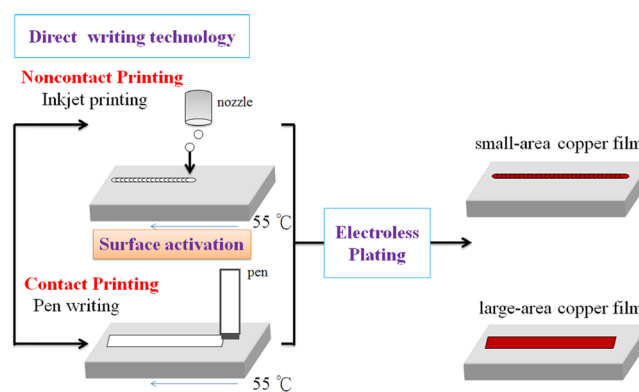 Direct writing technology
Noncontact Printing
Inkjet printing
nozzle
55 ℃
Surface activation
Contact Printing
Pen writing
pen
55 ℃
Electroless
Plating
small-area copper film
large-area copper film